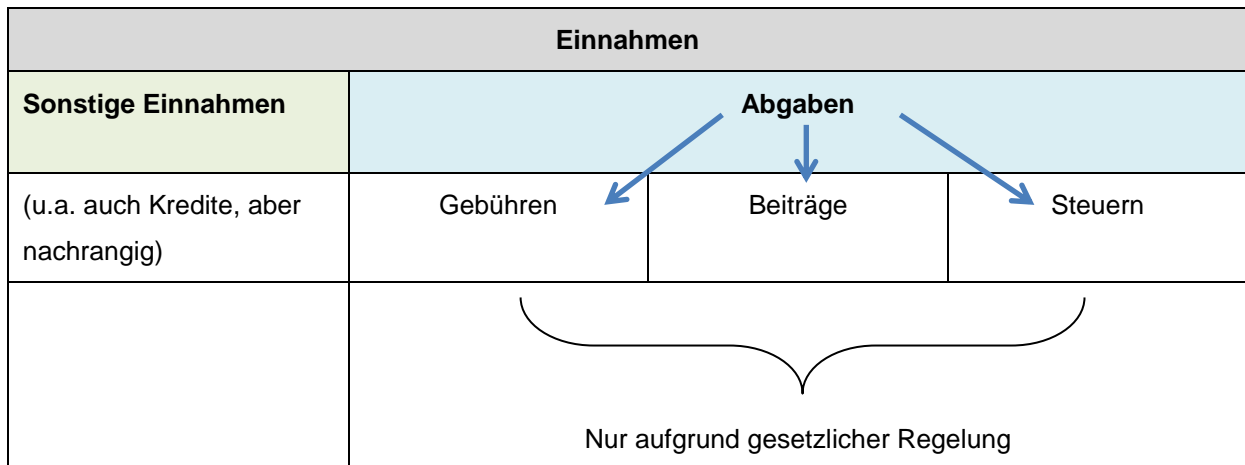 Einnahmen
Sonstige Einnahmen
Abgaben
(u.a. auch Kredite, aber
nachrangig)
Gebühren
Beiträge
Steuern
Nur aufgrund gesetzlicher Regelung